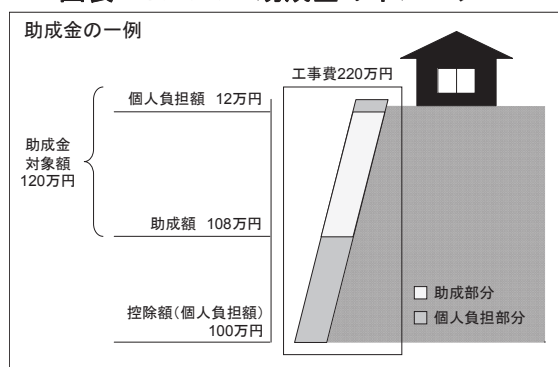 助成金の一例
工事費220万円
個人負担額 12万円
助成金
対象額
120万円
助成額 108万円
控除額(個人負担額)
100万円
助成部分
個人負担部分